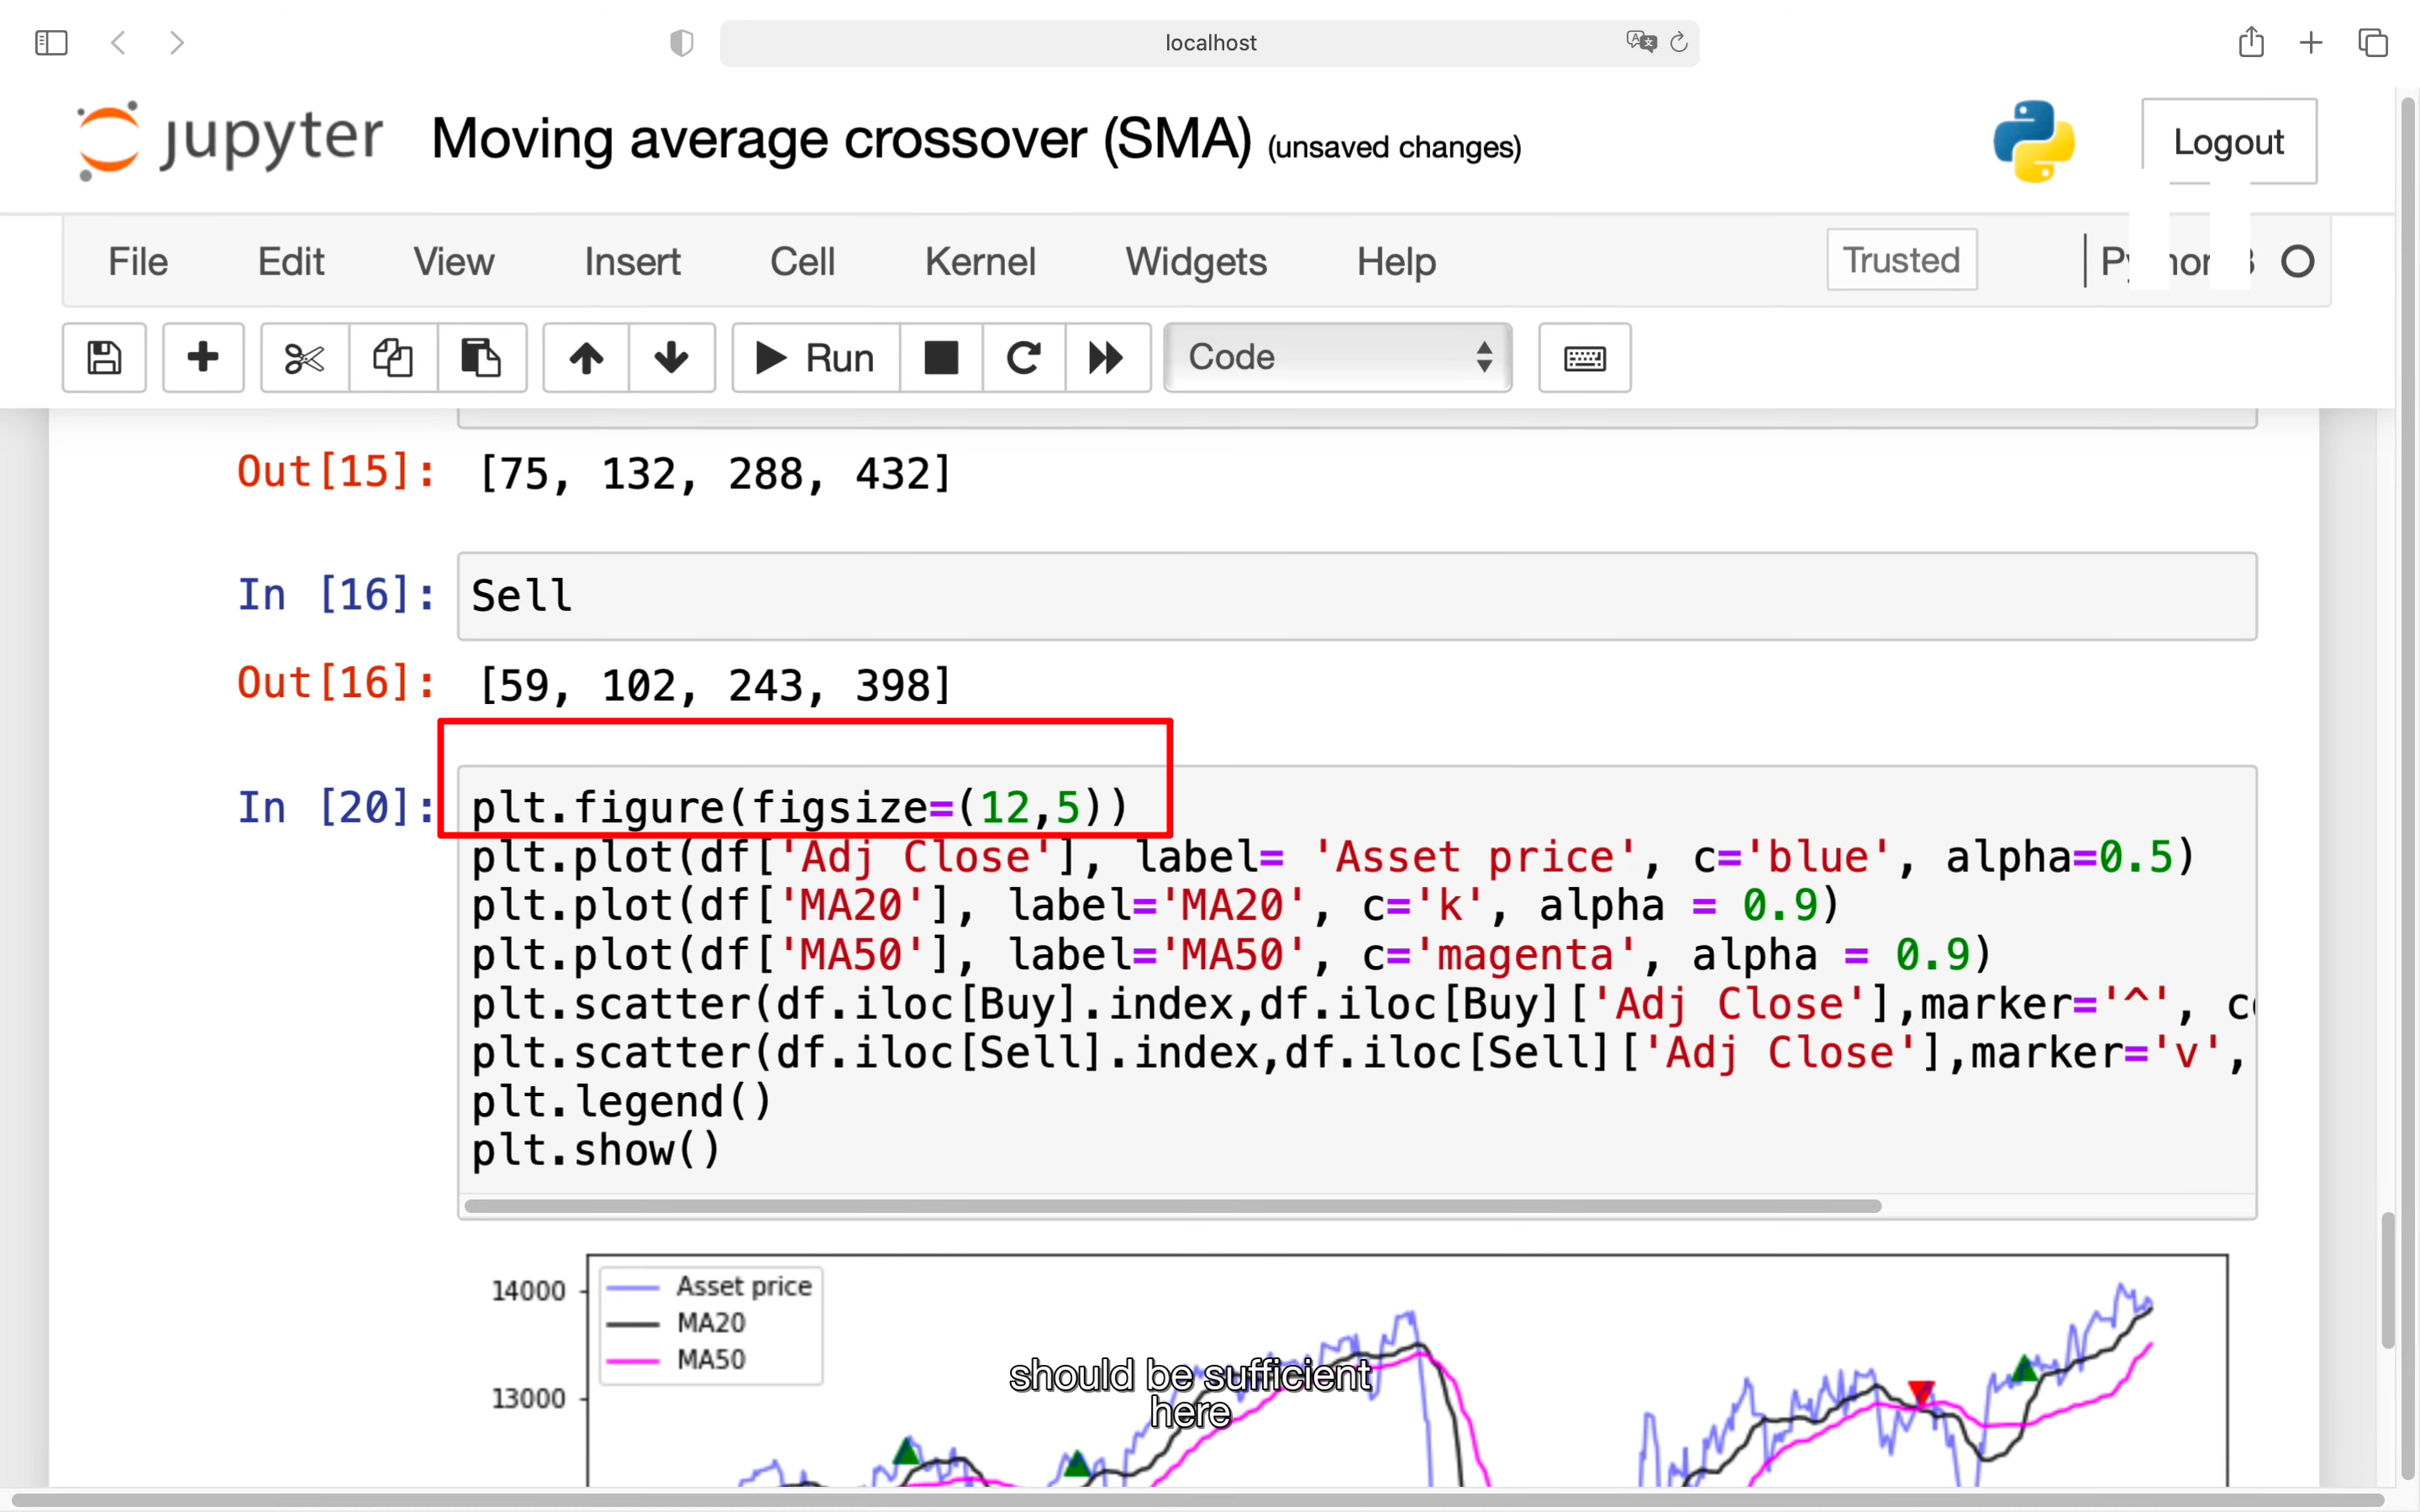 localhost
jupyter Moving average crossover (SMA) (unsaved changes)
Logout
File Edit View Insert Cell Kernel Widgets Help Trusted
Run Code
Out[15]: [75, 132, 288, 432]
In [16]: Sell
Out[16]: [59, 102, 243, 398]
In [20]: plt.figure(figsize=(12,5))
plt.plot(df['Adj Close'], label= 'Asset price', c='blue', alpha=0.5)
plt.plot(df['MA20'], label='MA20', c='k', alpha = 0.9)
plt.plot(df['MA50'], label='MA50', c='magenta', alpha = 0.9)
plt.scatter(df.iloc[Buy].index,df.iloc[Buy]['Adj Close'],marker='^',
plt.scatter(df.iloc[Sell].index,df.iloc[Sell]['Adj Close'],marker='v',
plt.legend()
plt.show()
14000
Asset price
MA20
MA50
13000
should be sufficient
here